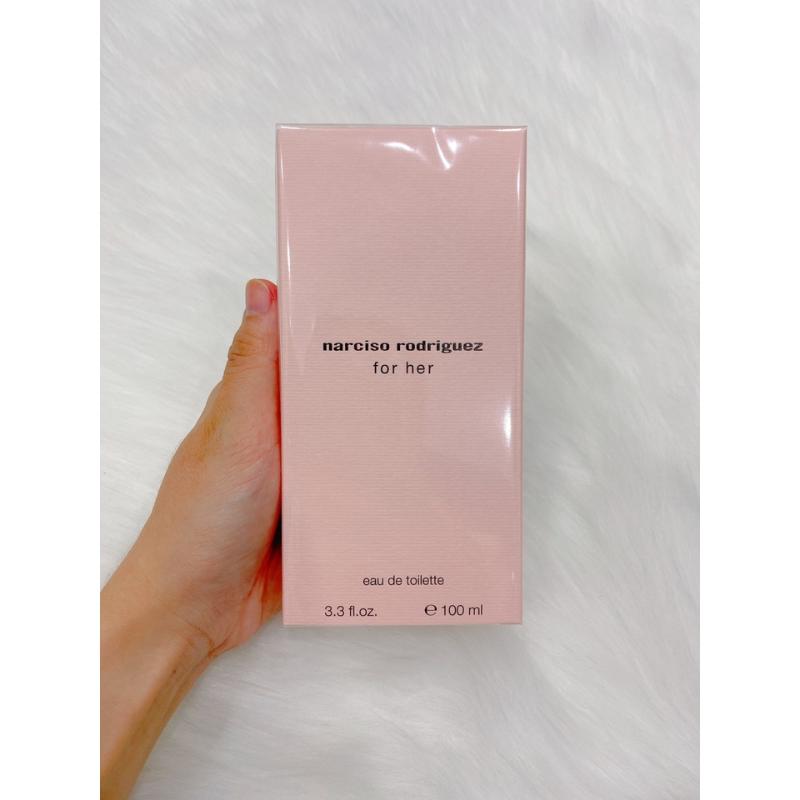 narciso rodriguez
for her
eau de toilette
3.3 fl.oz. ℮ 100 ml